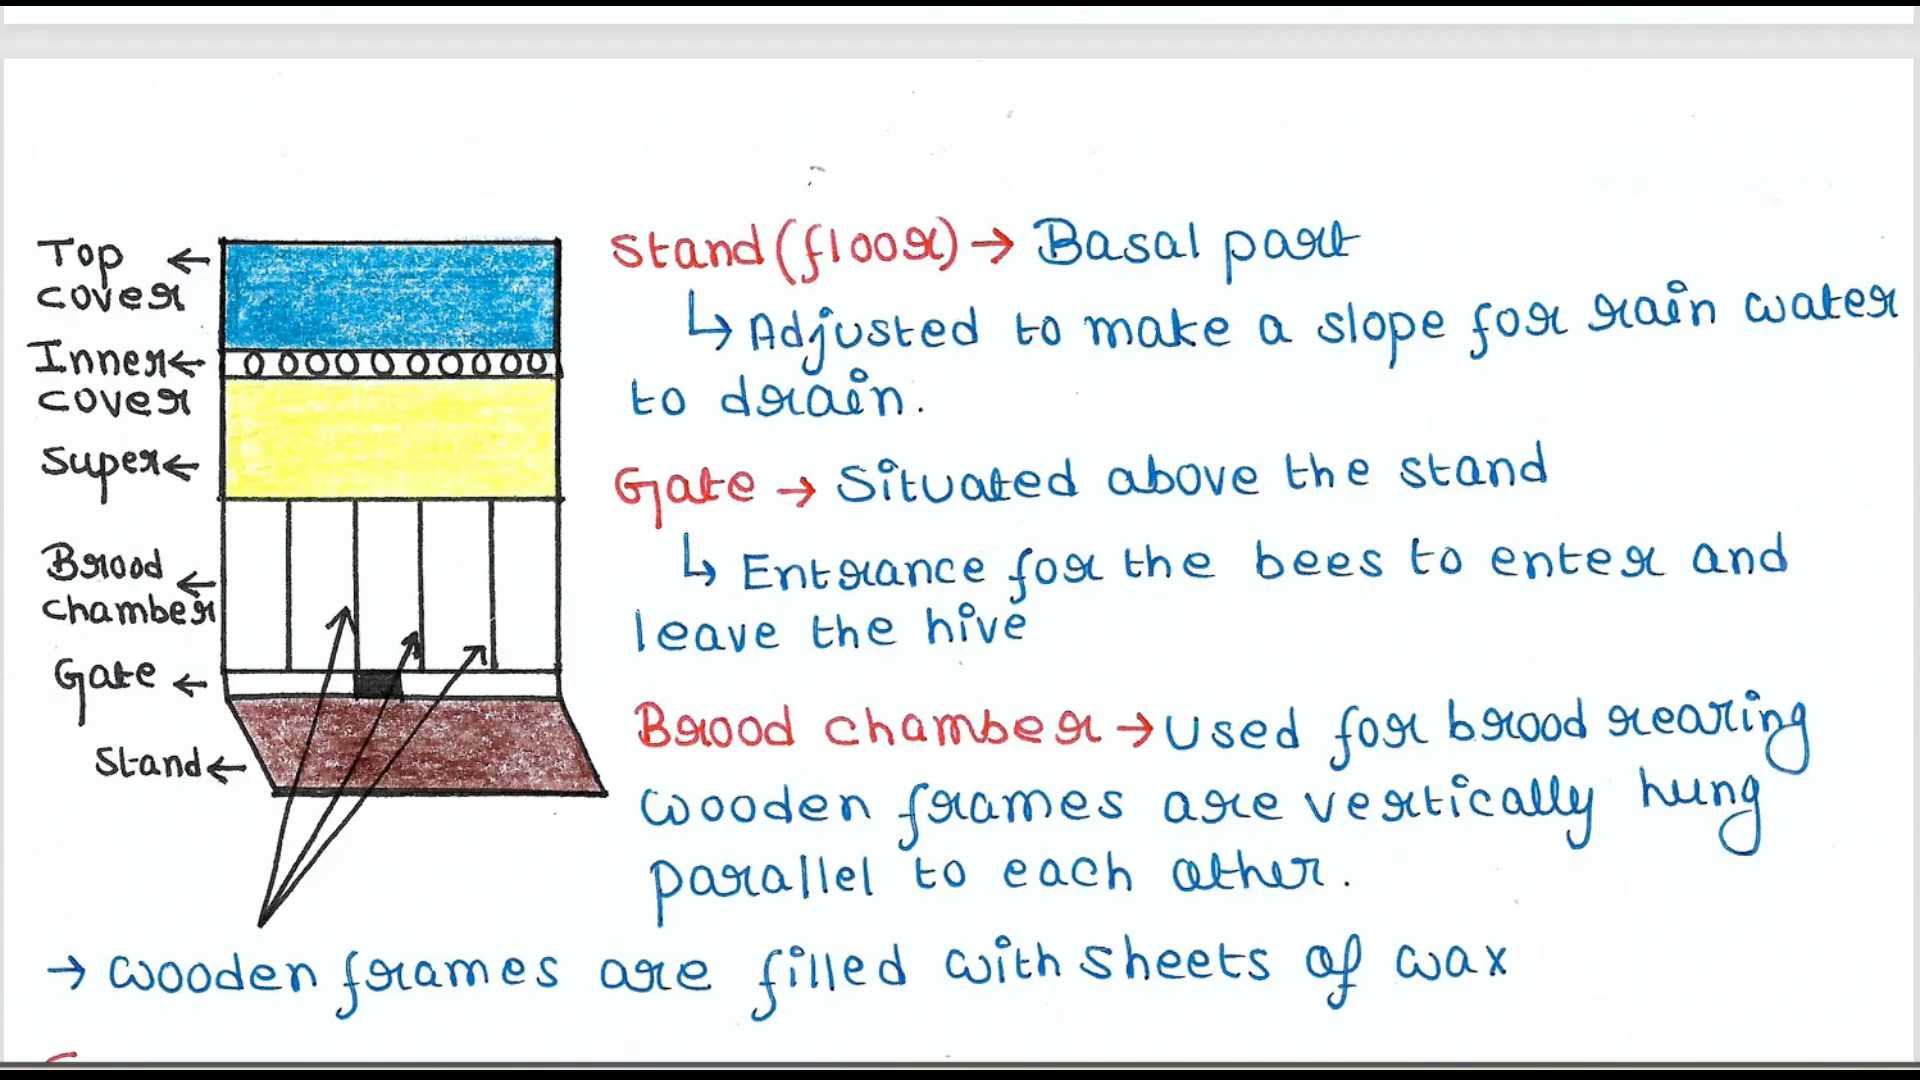 Top
cover
Inner
cover
Super
Brood
chamber
Gate
Stand
Stand (floor) → Basal part
↳ Adjusted to make a slope for rain water
to drain.
Gate → Situated above the stand
↳ Entrance for the bees to enter and
leave the hive
Brood chamber → Used for brood rearing
wooden frames are vertically hung
parallel to each other.
→ wooden frames are filled with sheets of wax